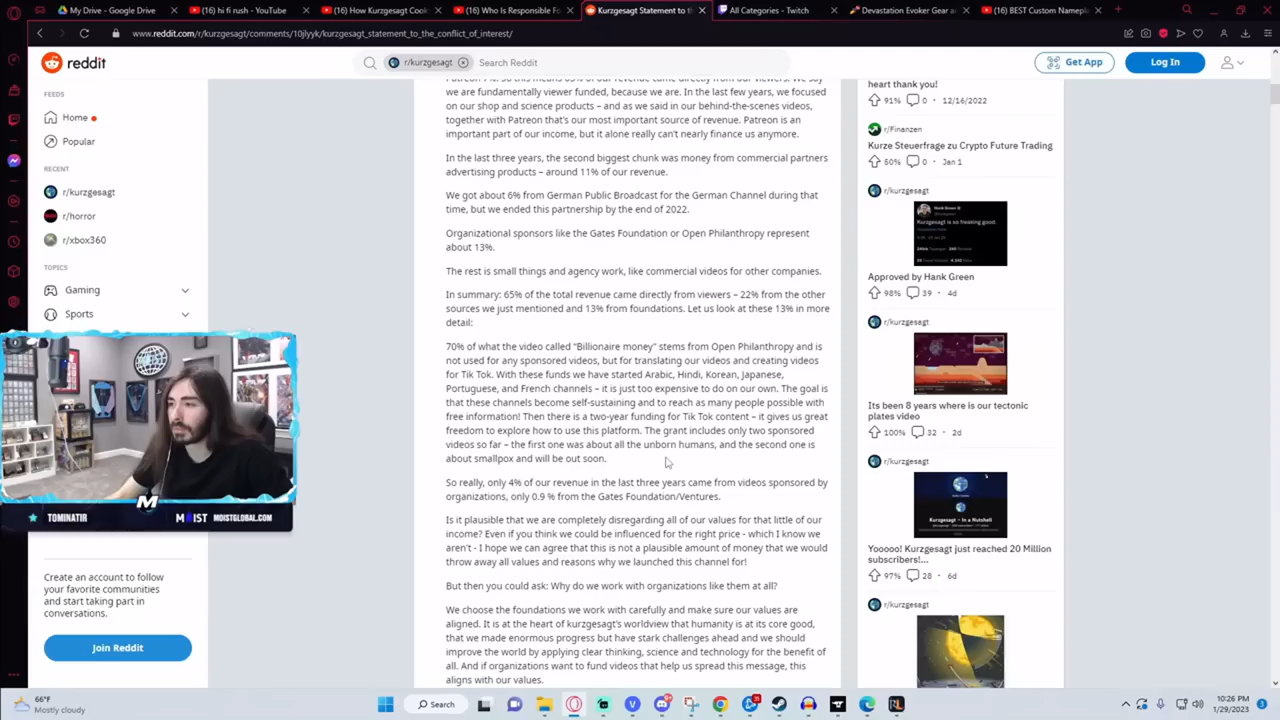 My Drive - Google Drive
(16) hi fi rush - YouTube
(16) How Kurzgesagt Cook
(16) Who Is Responsible Fo
Kurzgesagt Statement to th
All Categories - Twitch
Devastation Evoker Gear a
(16) BEST Custom Namepla
www.reddit.com/r/kurzgesagt/comments/10jlyyk/kurzgesagt_statement_to_the_conflict_of_interest/
reddit
r/kurzgesagt
Search Reddit
Get App
Log In
FEEDS
Home
Popular
RECENT
r/kurzgesagt
r/horror
r/xbox360
TOPICS
Gaming
Sports
TOMINATIR
M
MOIST
MOISTGLOBAL.COM
Create an account to follow
your favorite communities
and start taking part in
conversations.
Join Reddit
we are fundamentally viewer funded, because we are. In the last few years, we focused
on our shop and science products – and as we said in our behind-the-scenes videos,
together with Patreon that's our most important source of revenue. Patreon is an
important part of our income, but it alone really can't nearly finance us anymore.
In the last three years, the second biggest chunk was money from commercial partners
advertising products – around 11% of our revenue.
We got about 6% from German Public Broadcast for the German Channel during that
time, but we ended this partnership by the end of 2022.
Organizational sponsors like the Gates Foundation or Open Philanthropy represent
about 13%.
The rest is small things and agency work, like commercial videos for other companies.
In summary: 65% of the total revenue came directly from viewers – 22% from the other
sources we just mentioned and 13% from foundations. Let us look at these 13% in more
detail:
70% of what the video called "Billionaire money" stems from Open Philanthropy and is
not used for any sponsored videos, but for translating our videos and creating videos
for Tik Tok. With these funds we have started Arabic, Hindi, Korean, Japanese,
Portuguese, and French channels – it is just too expensive to do on our own. The goal is
that these channels become self-sustaining and to reach as many people possible with
free information! Then there is a two-year funding for Tik Tok content – it gives us great
freedom to explore how to use this platform. The grant includes only two sponsored
videos so far – the first one was about all the unborn humans, and the second one is
about smallpox and will be out soon.
So really, only 4% of our revenue in the last three years came from videos sponsored by
organizations, only 0.9 % from the Gates Foundation/Ventures.
Is it plausible that we are completely disregarding all of our values for that little of our
income? Even if you think we could be influenced for the right price - which I know we
aren't - I hope we can agree that this is not a plausible amount of money that we would
throw away all values and reasons why we launched this channel for!
But then you could ask: Why do we work with organizations like them at all?
We choose the foundations we work with carefully and make sure our values are
aligned. It is at the heart of kurzgesagt's worldview that humanity is at its core good,
that we made enormous progress but have stark challenges ahead and we should
improve the world by applying clear thinking, science and technology for the benefit of
all. And if organizations want to fund videos that help us spread this message, this
aligns with our values.
heart thank you!
91% 0 · 12/16/2022
r/Finanzen
Kurze Steuerfrage zu Crypto Future Trading
50% 0 · Jan 1
r/kurzgesagt
Hank Green
Kurzgesagt is so freaking good.
Approved by Hank Green
98% 39 · 4d
r/kurzgesagt
Its been 8 years where is our tectonic
plates video
100% 32 · 2d
r/kurzgesagt
Kurzgesagt – In a Nutshell
Yooooo! Kurzgesagt just reached 20 Million
subscribers!...
97% 28 · 6d
r/kurzgesagt
66°F
Mostly cloudy
Search
10:26 PM
1/29/2023